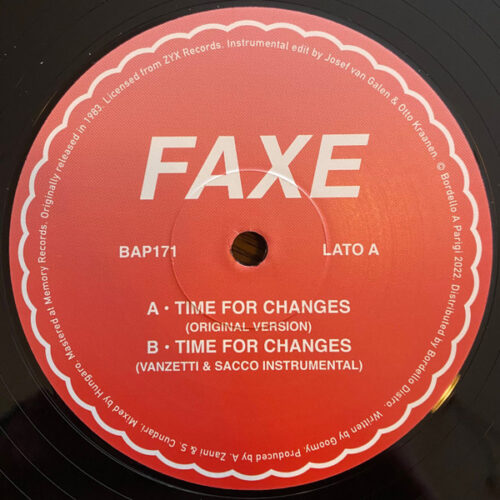 FAXE
BAP171
LATO A
A • TIME FOR CHANGES
(ORIGINAL VERSION)
B • TIME FOR CHANGES
(VANZETTI & SACCO INSTRUMENTAL)
Written by Goomy. Produced by A. Zanni & S. Cundari. Mixed by Hungaro. Mastered at Memory Records. Originally released in 1983. Licensed from ZYX Records. Instrumental edit by Josef van Galen & Otto Kraanen. © Bordello A Parigi 2022. Distributed by Bordello Distro.